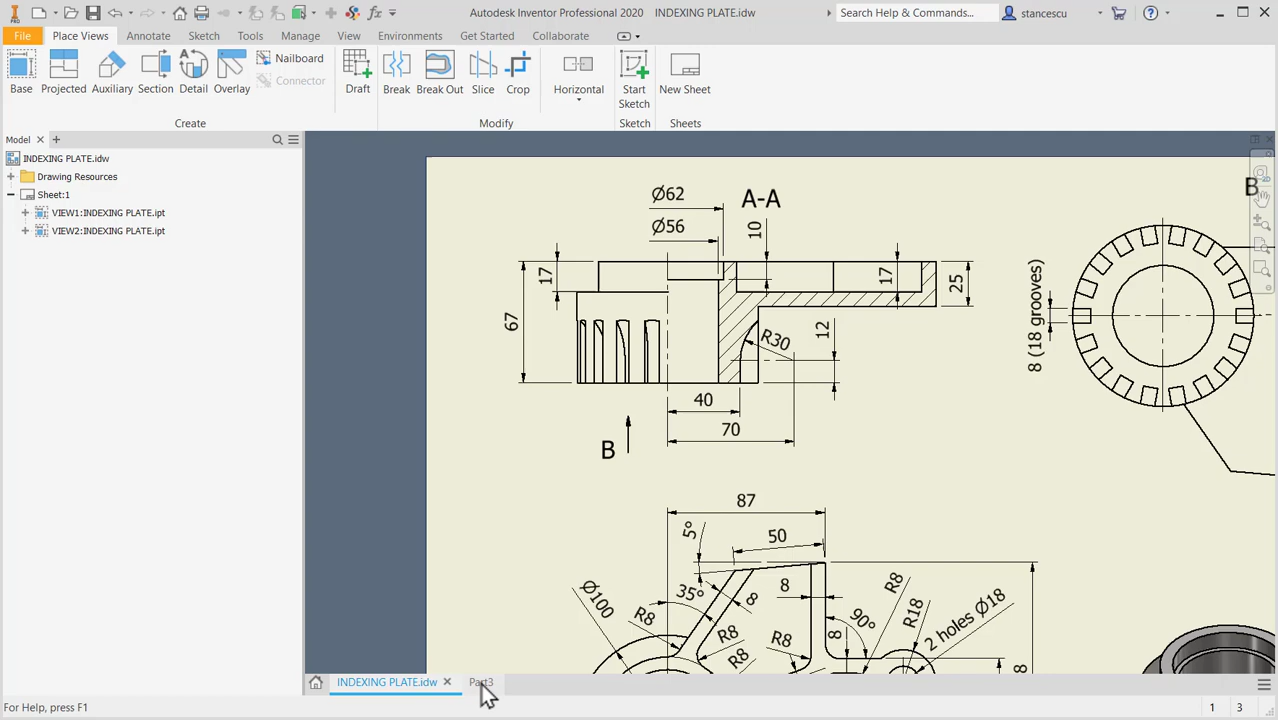 Autodesk Inventor Professional 2020 INDEXING PLATE.idw
Search Help & Commands...
stancescu
File Place Views Annotate Sketch Tools Manage View Environments Get Started Collaborate
Base
Projected
Auxiliary
Section
Detail
Overlay
Nailboard
Connector
Draft
Break
Break Out
Slice
Crop
Horizontal
Start
Sketch
New Sheet
Create
Modify
Sketch
Sheets
Model
INDEXING PLATE.idw
Drawing Resources
Sheet:1
VIEW1:INDEXING PLATE.ipt
VIEW2:INDEXING PLATE.ipt
Ø62
A-A
Ø56
10
17
17
25
67
R30
12
40
70
B
8 (18 grooves)
B
87
5°
50
35°
8
8
R8
Ø100
R8
R8
R8
R8
90°
8
R8
R18
2 holes Ø18
8
INDEXING PLATE.idw
Part3
For Help, press F1
1 3